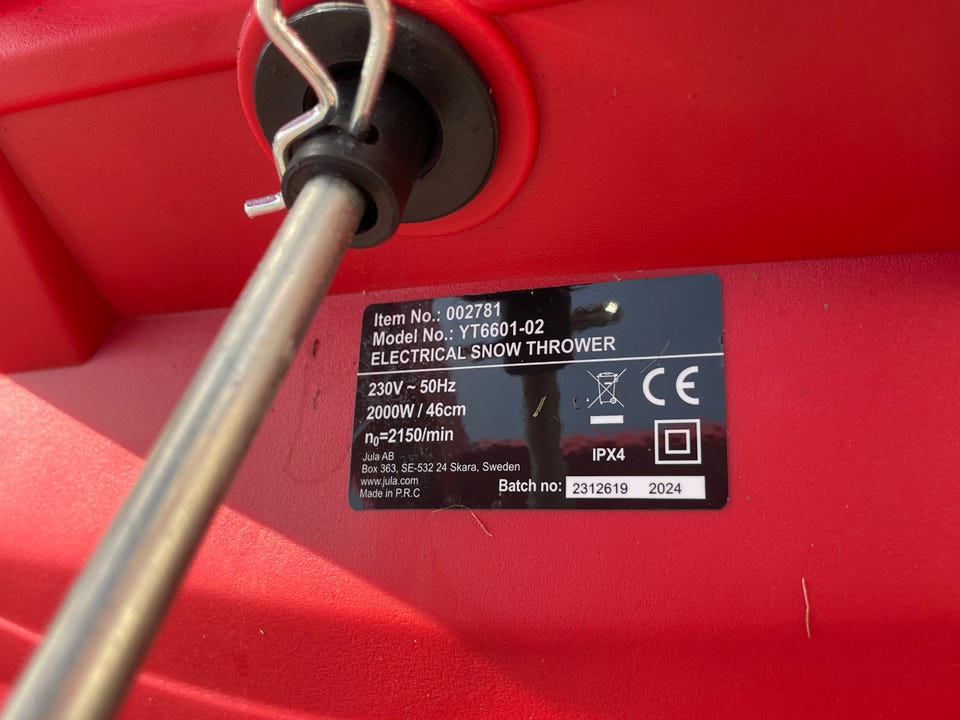 Item No.: 002781
Model No.: YT6601-02
ELECTRICAL SNOW THROWER
230V ~ 50Hz
2000W / 46cm
n₀=2150/min
Jula AB
Box 363, SE-532 24 Skara, Sweden
www.jula.com
Made in P.R.C
CE
IPX4
Batch no: 2312619 2024